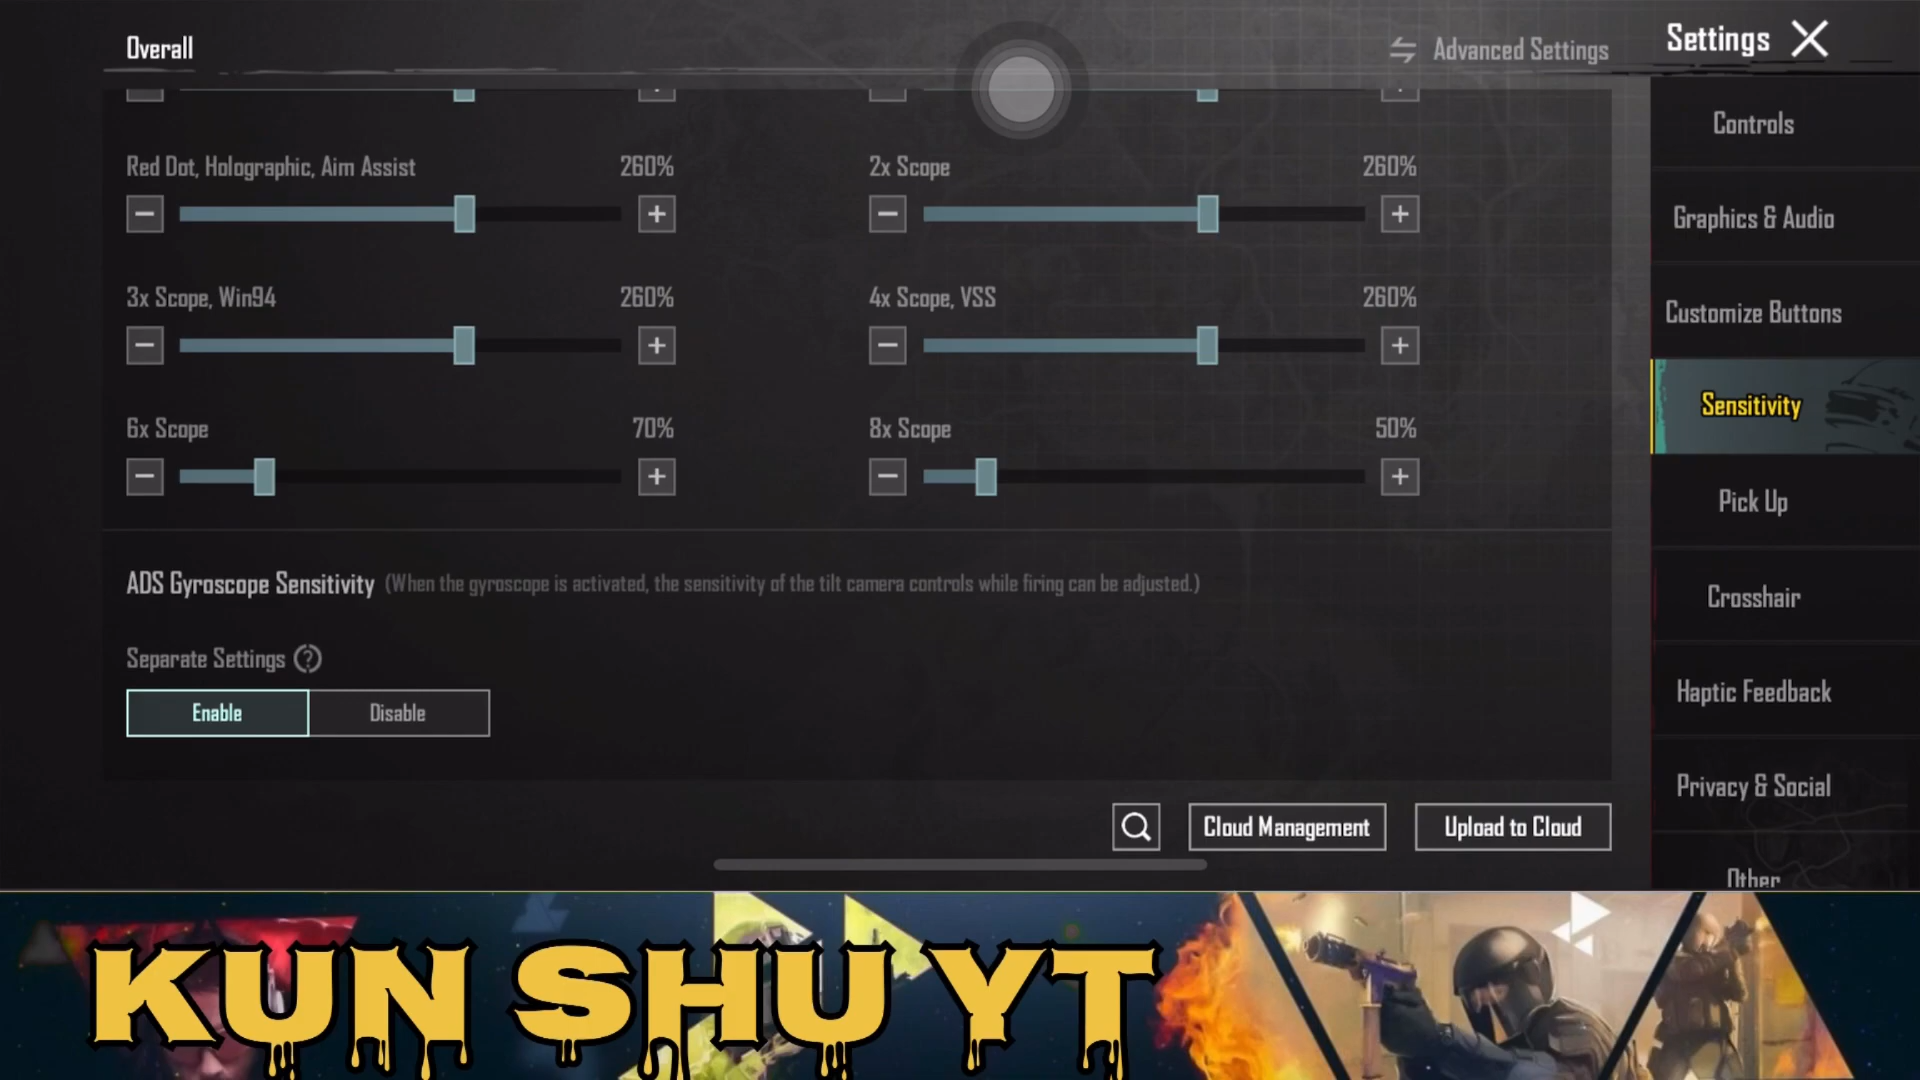 Overall
Advanced Settings
Settings
Red Dot, Holographic, Aim Assist 260%
2x Scope 260%
3x Scope, Win94 260%
4x Scope, VSS 260%
6x Scope 70%
8x Scope 50%
ADS Gyroscope Sensitivity (When the gyroscope is activated, the sensitivity of the tilt camera controls while firing can be adjusted.)
Separate Settings ?
Enable Disable
Cloud Management Upload to Cloud
Controls
Graphics & Audio
Customize Buttons
Sensitivity
Pick Up
Crosshair
Haptic Feedback
Privacy & Social
Other
KUN SHU YT